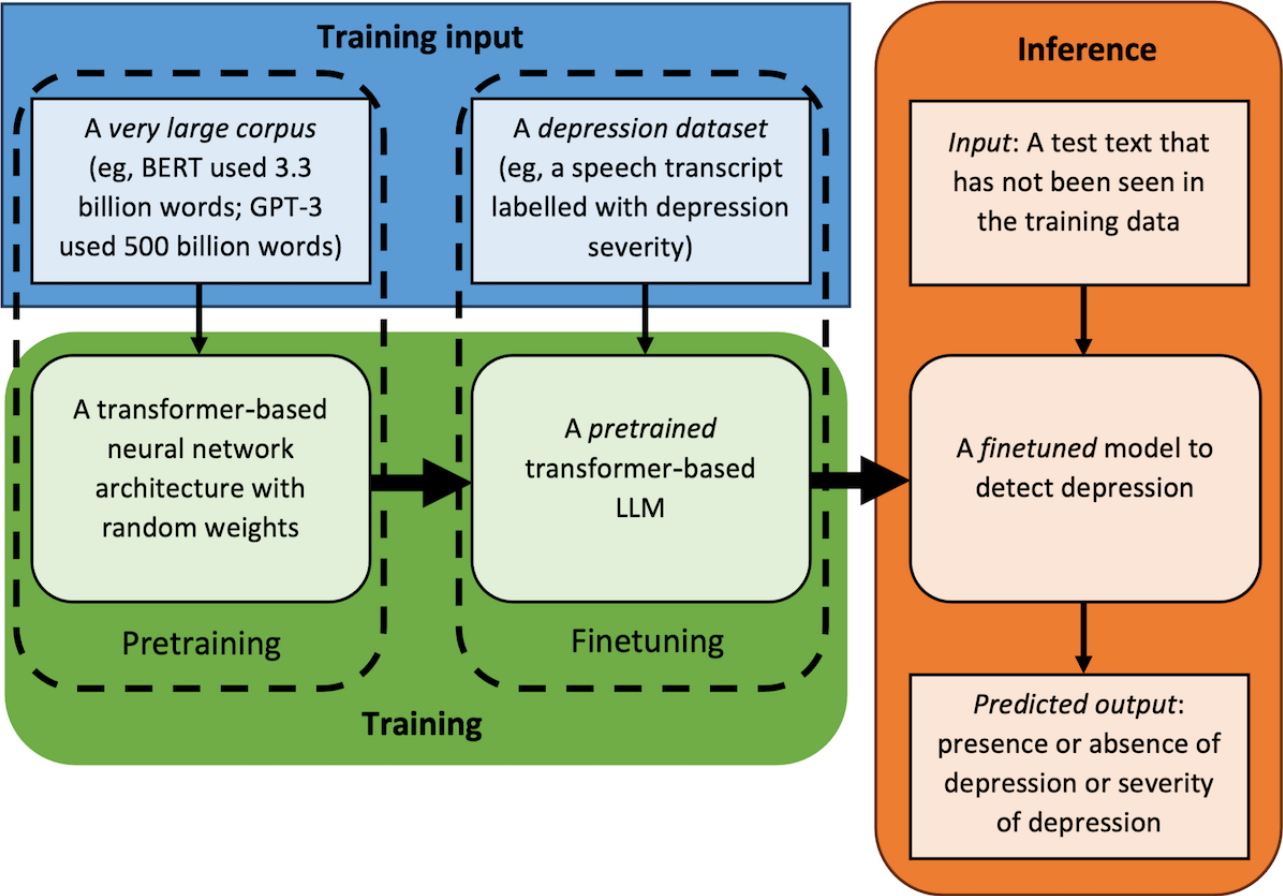 Training input
A very large corpus
(eg, BERT used 3.3
billion words; GPT-3
used 500 billion words)
A depression dataset
(eg, a speech transcript
labelled with depression
severity)
A transformer-based
neural network
architecture with
random weights
Pretraining
A pretrained
transformer-based
LLM
Finetuning
Training
Inference
Input: A test text that
has not been seen in
the training data
A finetuned model to
detect depression
Predicted output:
presence or absence of
depression or severity
of depression